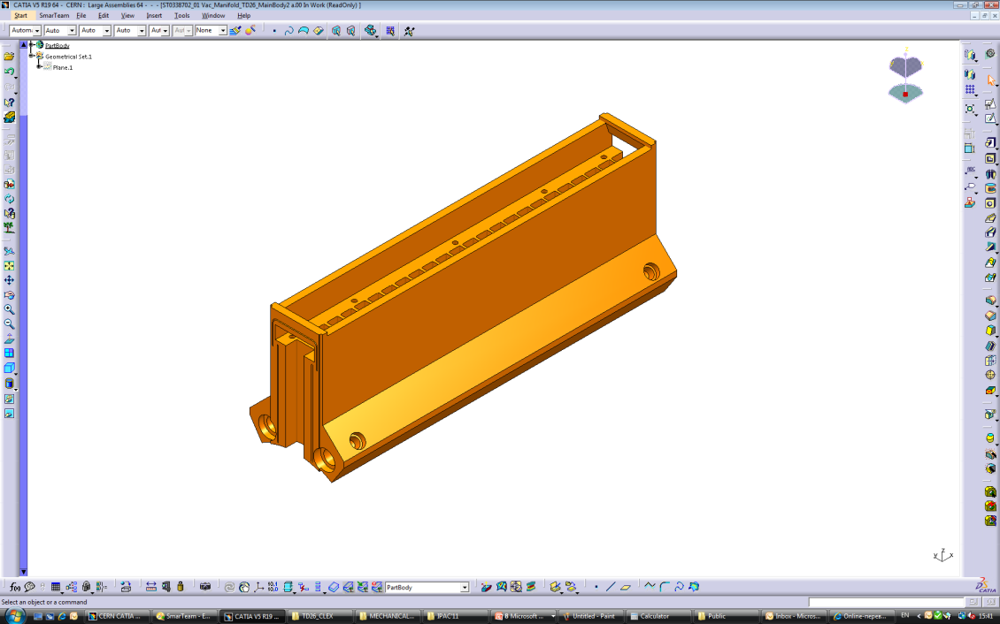 CATIA V5 R19 64 - CERN : Large Assemblies 64 - - - [ST0338702_01 Vac_Manifold_TD26_MainBody2 a.00 In Work (ReadOnly) ]
Start SmarTeam File Edit View Insert Tools Window Help
Autom Auto Auto Auto Aut Aut None
PartBody
Geometrical Set.1
Plane.1
z
y x
f(x) PartBody
CATIA
Select an object or a command
CERN CATIA ... SmarTeam - E... CATIA V5 R19 ... TD26_CLEX MECHANICAL... IPAC'11 8 Microsoft ... Untitled - Paint Calculator Public Inbox - Micros... Online-перев... EN 15:41